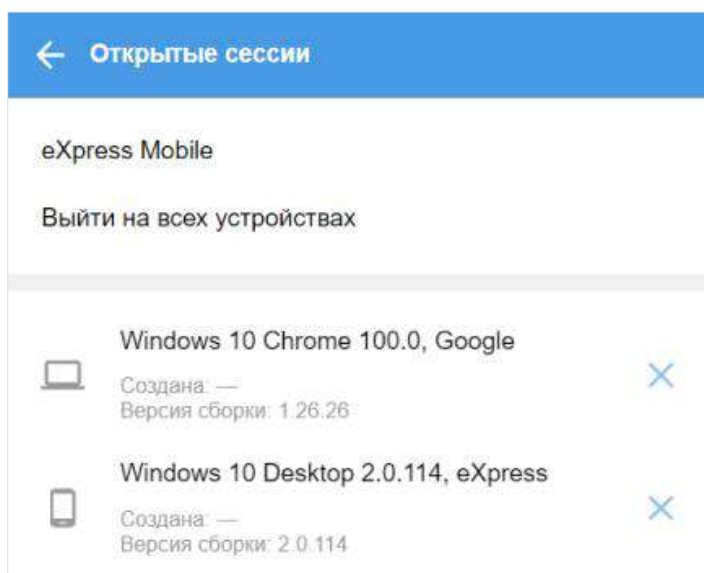 Открытые сессии
eXpress Mobile
Выйти на всех устройствах
Windows 10 Chrome 100.0, Google
Создана: —
Версия сборки: 1.26.26
Windows 10 Desktop 2.0.114, eXpress
Создана: —
Версия сборки: 2.0.114